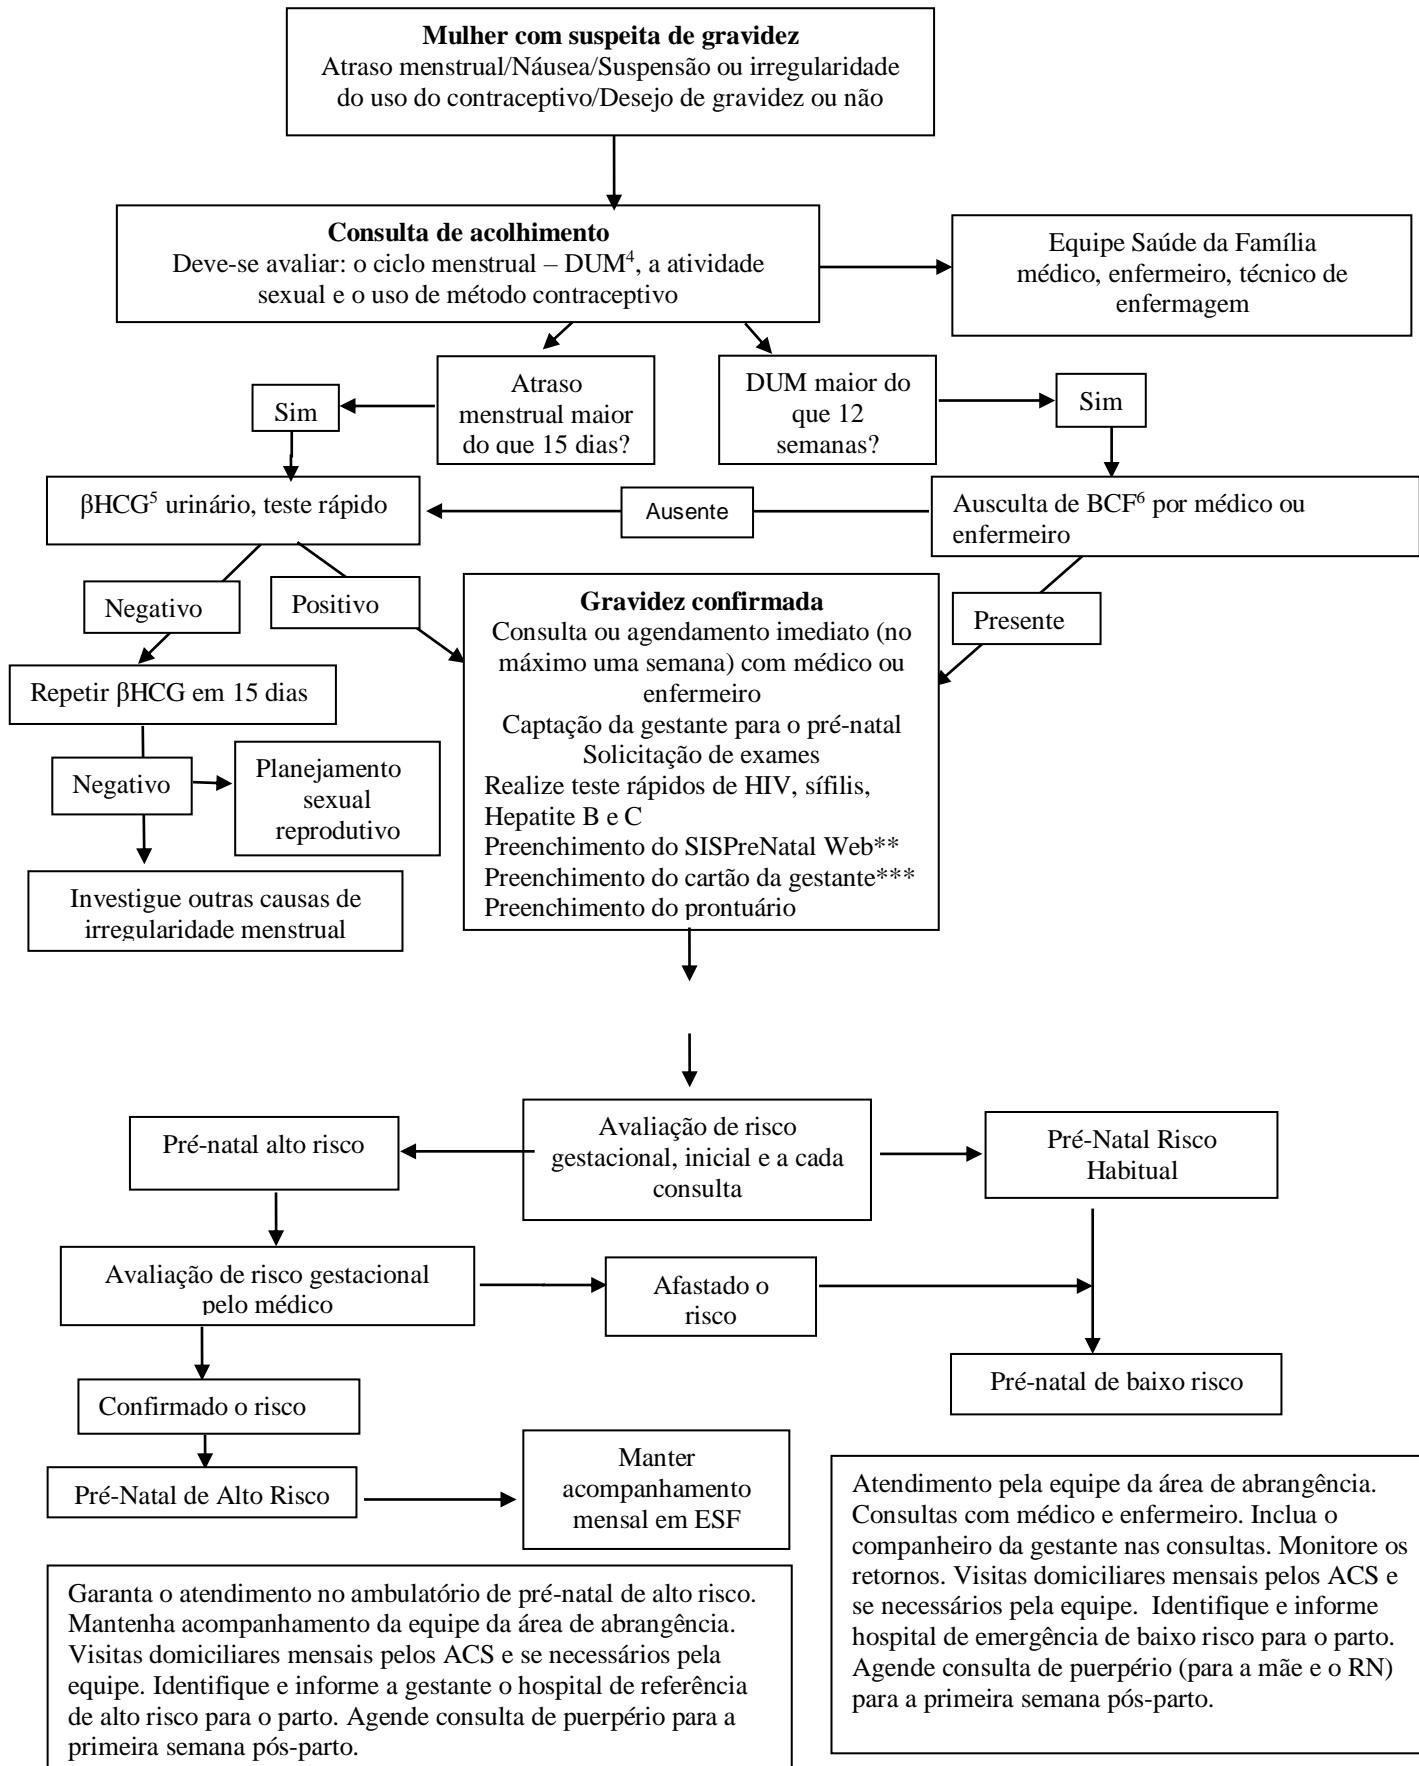 Mulher com suspeita de gravidez
Atraso menstrual/Náusea/Suspensão ou irregularidade
do uso do contraceptivo/Desejo de gravidez ou não
Consulta de acolhimento
Deve-se avaliar: o ciclo menstrual – DUM⁴, a atividade
sexual e o uso de método contraceptivo
Equipe Saúde da Família
médico, enfermeiro, técnico de
enfermagem
Sim
Atraso
menstrual maior
do que 15 dias?
DUM maior do
que 12
semanas?
Sim
βHCG⁵ urinário, teste rápido
Ausente
Ausculta de BCF⁶ por médico ou
enfermeiro
Negativo
Positivo
Presente
Gravidez confirmada
Consulta ou agendamento imediato (no
máximo uma semana) com médico ou
enfermeiro
Captação da gestante para o pré-natal
Solicitação de exames
Realize teste rápidos de HIV, sífilis,
Hepatite B e C
Preenchimento do SISPreNatal Web**
Preenchimento do cartão da gestante***
Preenchimento do prontuário
Repetir βHCG em 15 dias
Negativo
Planejamento
sexual
reprodutivo
Investigue outras causas de
irregularidade menstrual
Pré-natal alto risco
Avaliação de risco
gestacional, inicial e a cada
consulta
Pré-Natal Risco
Habitual
Avaliação de risco gestacional
pelo médico
Afastado o
risco
Pré-natal de baixo risco
Confirmado o risco
Pré-Natal de Alto Risco
Manter
acompanhamento
mensal em ESF
Garanta o atendimento no ambulatório de pré-natal de alto risco.
Mantenha acompanhamento da equipe da área de abrangência.
Visitas domiciliares mensais pelos ACS e se necessários pela
equipe. Identifique e informe a gestante o hospital de referência
de alto risco para o parto. Agende consulta de puerpério para a
primeira semana pós-parto.
Atendimento pela equipe da área de abrangência.
Consultas com médico e enfermeiro. Inclua o
companheiro da gestante nas consultas. Monitore os
retornos. Visitas domiciliares mensais pelos ACS e
se necessários pela equipe.  Identifique e informe
hospital de emergência de baixo risco para o parto.
Agende consulta de puerpério (para a mãe e o RN)
para a primeira semana pós-parto.